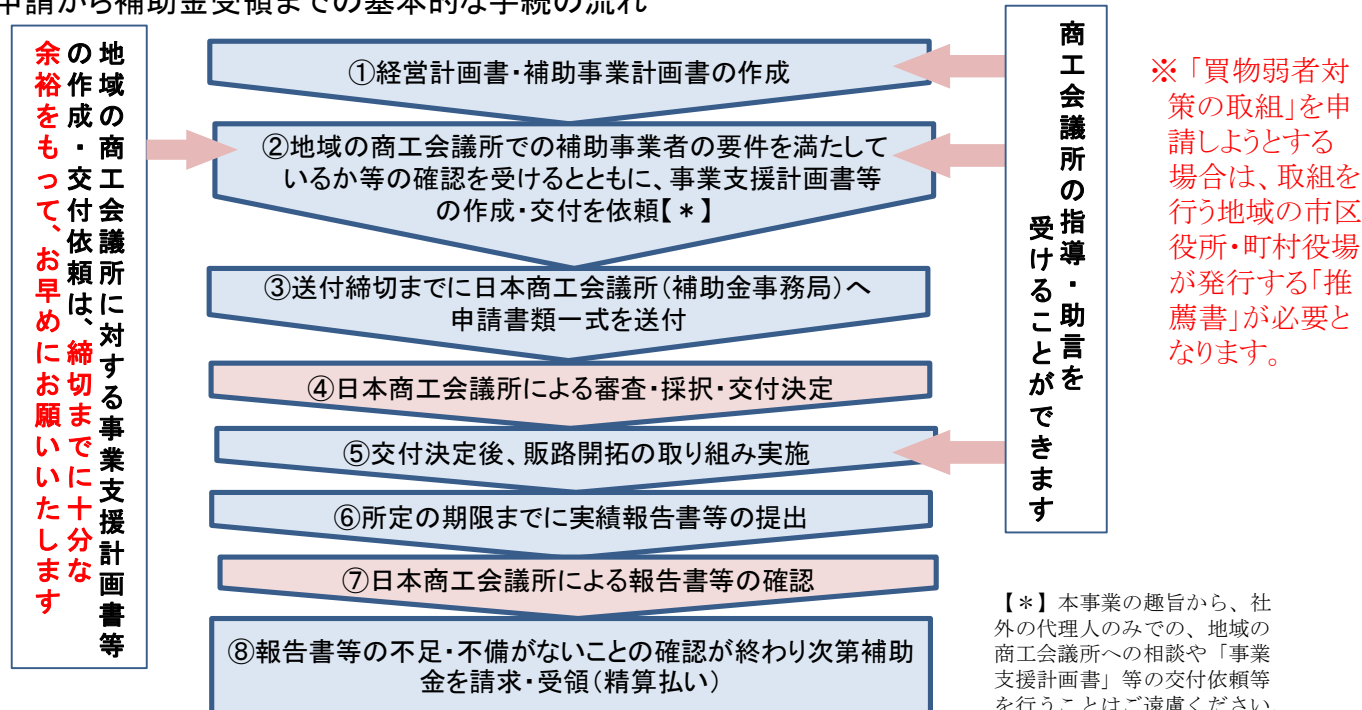 申請から補助金受領までの基本的な手続の流れ
地域の商工会議所に対する事業支援計画書等
の作成・交付依頼は、締切までに十分な
余裕をもって、お早めにお願いいたします
①経営計画書・補助事業計画書の作成
②地域の商工会議所での補助事業者の要件を満たして
いるか等の確認を受けるとともに、事業支援計画書等
の作成・交付を依頼【*】
③送付締切までに日本商工会議所(補助金事務局)へ
申請書類一式を送付
④日本商工会議所による審査・採択・交付決定
⑤交付決定後、販路開拓の取り組み実施
⑥所定の期限までに実績報告書等の提出
⑦日本商工会議所による報告書等の確認
⑧報告書等の不足・不備がないことの確認が終わり次第補助
金を請求・受領(精算払い)
商工会議所の指導・助言を
受けることができます
※「買物弱者対
策の取組」を申
請しようとする
場合は、取組を
行う地域の市区
役所・町村役場
が発行する「推
薦書」が必要と
なります。
【*】本事業の趣旨から、社
外の代理人のみでの、地域の
商工会議所への相談や「事業
支援計画書」等の交付依頼等
を行うことはご遠慮ください。